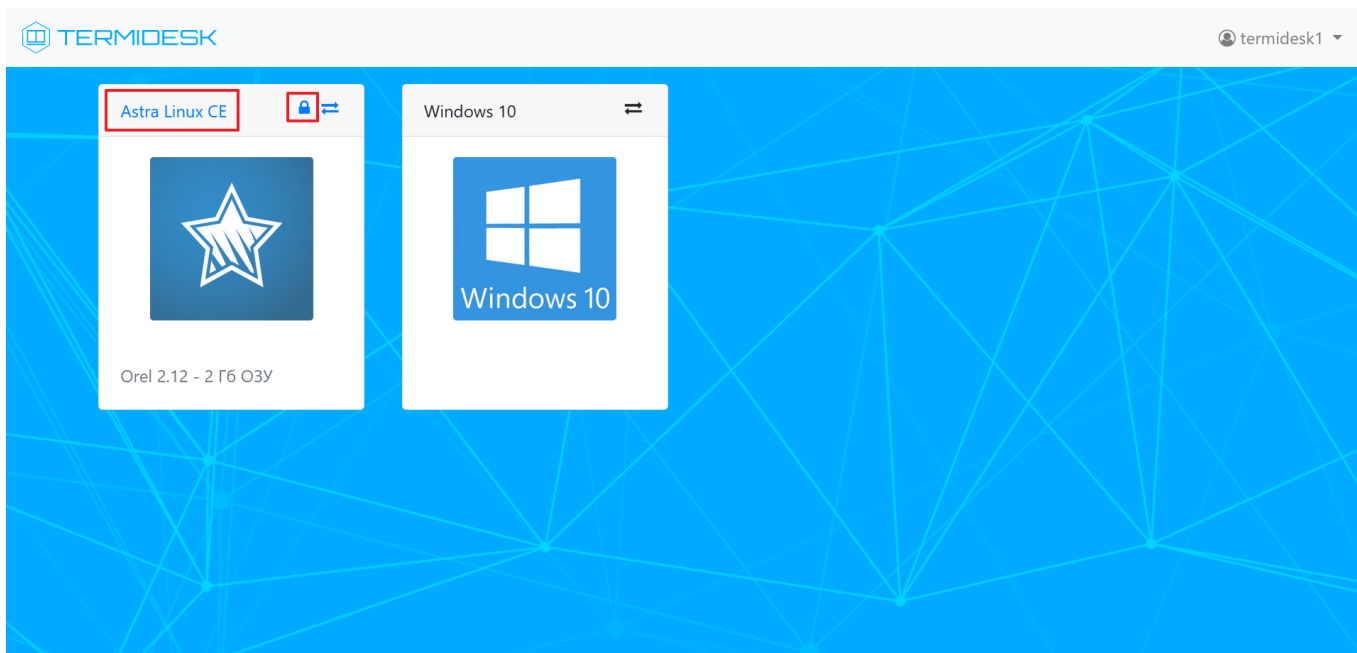 TERMIDESK
termidesk1
Astra Linux CE
Windows 10
Windows 10
Orel 2.12 - 2 Гб ОЗУ